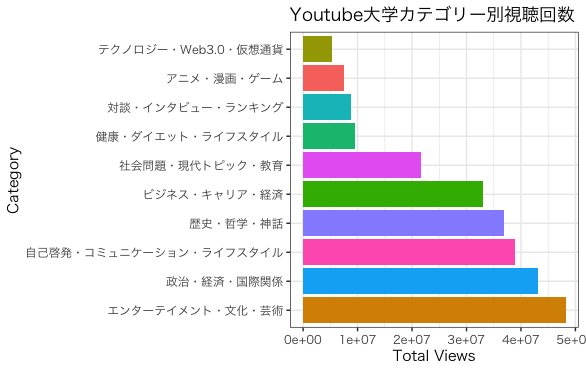 Youtube大学カテゴリー別視聴回数
Category
テクノロジー・Web3.0・仮想通貨
アニメ・漫画・ゲーム
対談・インタビュー・ランキング
健康・ダイエット・ライフスタイル
社会問題・現代トピック・教育
ビジネス・キャリア・経済
歴史・哲学・神話
自己啓発・コミュニケーション・ライフスタイル
政治・経済・国際関係
エンターテイメント・文化・芸術
0e+00 1e+07 2e+07 3e+07 4e+07 5e+0
Total Views